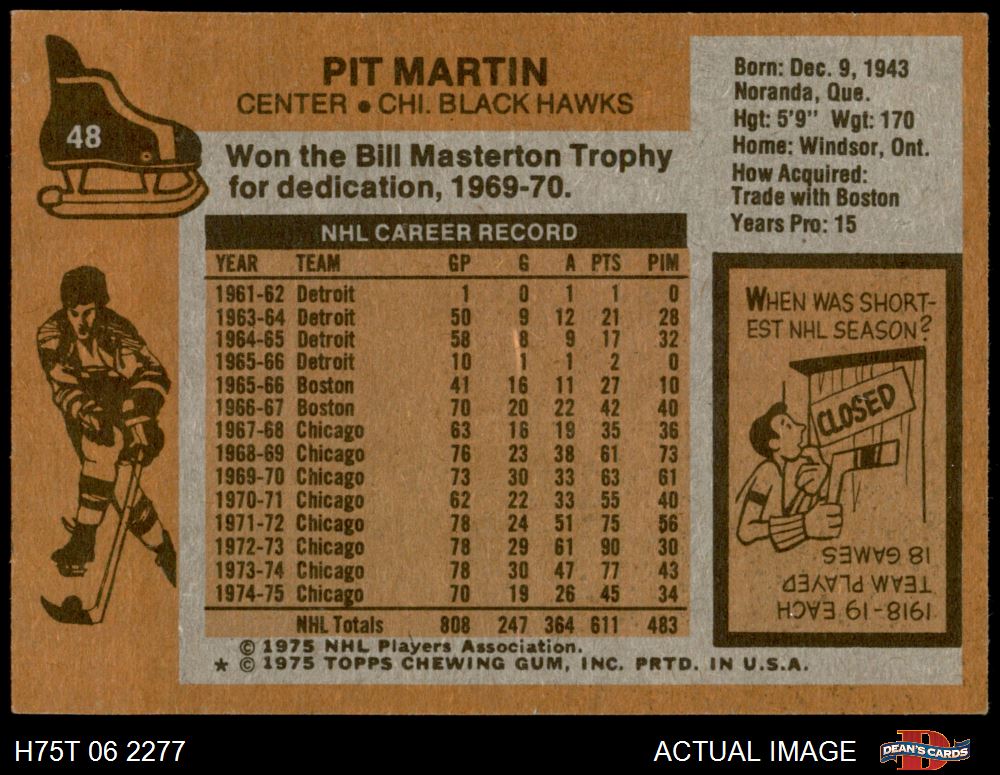 48
PIT MARTIN
CENTER • CHI. BLACK HAWKS
Won the Bill Masterton Trophy
for dedication, 1969-70.
Born: Dec. 9, 1943
Noranda, Que.
Hgt: 5'9" Wgt: 170
Home: Windsor, Ont.
How Acquired:
Trade with Boston
Years Pro: 15
NHL CAREER RECORD
YEAR TEAM GP G A PTS PIM
1961-62 Detroit 1 0 1 1 0
1963-64 Detroit 50 9 12 21 28
1964-65 Detroit 58 8 9 17 32
1965-66 Detroit 10 1 1 2 0
1965-66 Boston 41 16 11 27 10
1966-67 Boston 70 20 22 42 40
1967-68 Chicago 63 16 19 35 36
1968-69 Chicago 76 23 38 61 73
1969-70 Chicago 73 30 33 63 61
1970-71 Chicago 62 22 33 55 40
1971-72 Chicago 78 24 51 75 56
1972-73 Chicago 78 29 61 90 30
1973-74 Chicago 78 30 47 77 43
1974-75 Chicago 70 19 26 45 34
NHL Totals 808 247 364 611 483
© 1975 NHL Players Association.
★ © 1975 TOPPS CHEWING GUM, INC. PRTD. IN U.S.A.
WHEN WAS SHORT-
EST NHL SEASON?
CLOSED
1918-19 EACH
TEAM PLAYED
18 GAMES
H75T 06 2277
ACTUAL IMAGE
D
DEAN'S CARDS